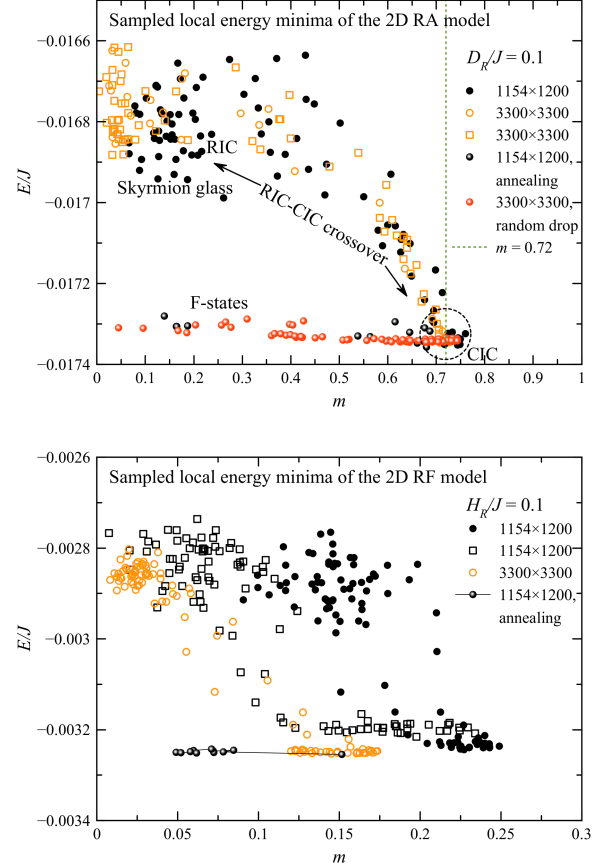 Sampled local energy minima of the 2D RA model
−0.0166
−0.0168
−0.017
−0.0172
−0.0174
E/J
D_R/J = 0.1
1154×1200
3300×3300
3300×3300
1154×1200,
annealing
3300×3300,
random drop
m = 0.72
RIC
Skyrmion glass
RIC-CIC crossover
F-states
CIC
0 0.1 0.2 0.3 0.4 0.5 0.6 0.7 0.8 0.9 1
m
Sampled local energy minima of the 2D RF model
−0.0026
−0.0028
−0.003
−0.0032
−0.0034
E/J
H_R/J = 0.1
1154×1200
1154×1200
3300×3300
1154×1200,
annealing
0 0.05 0.1 0.15 0.2 0.25 0.3
m